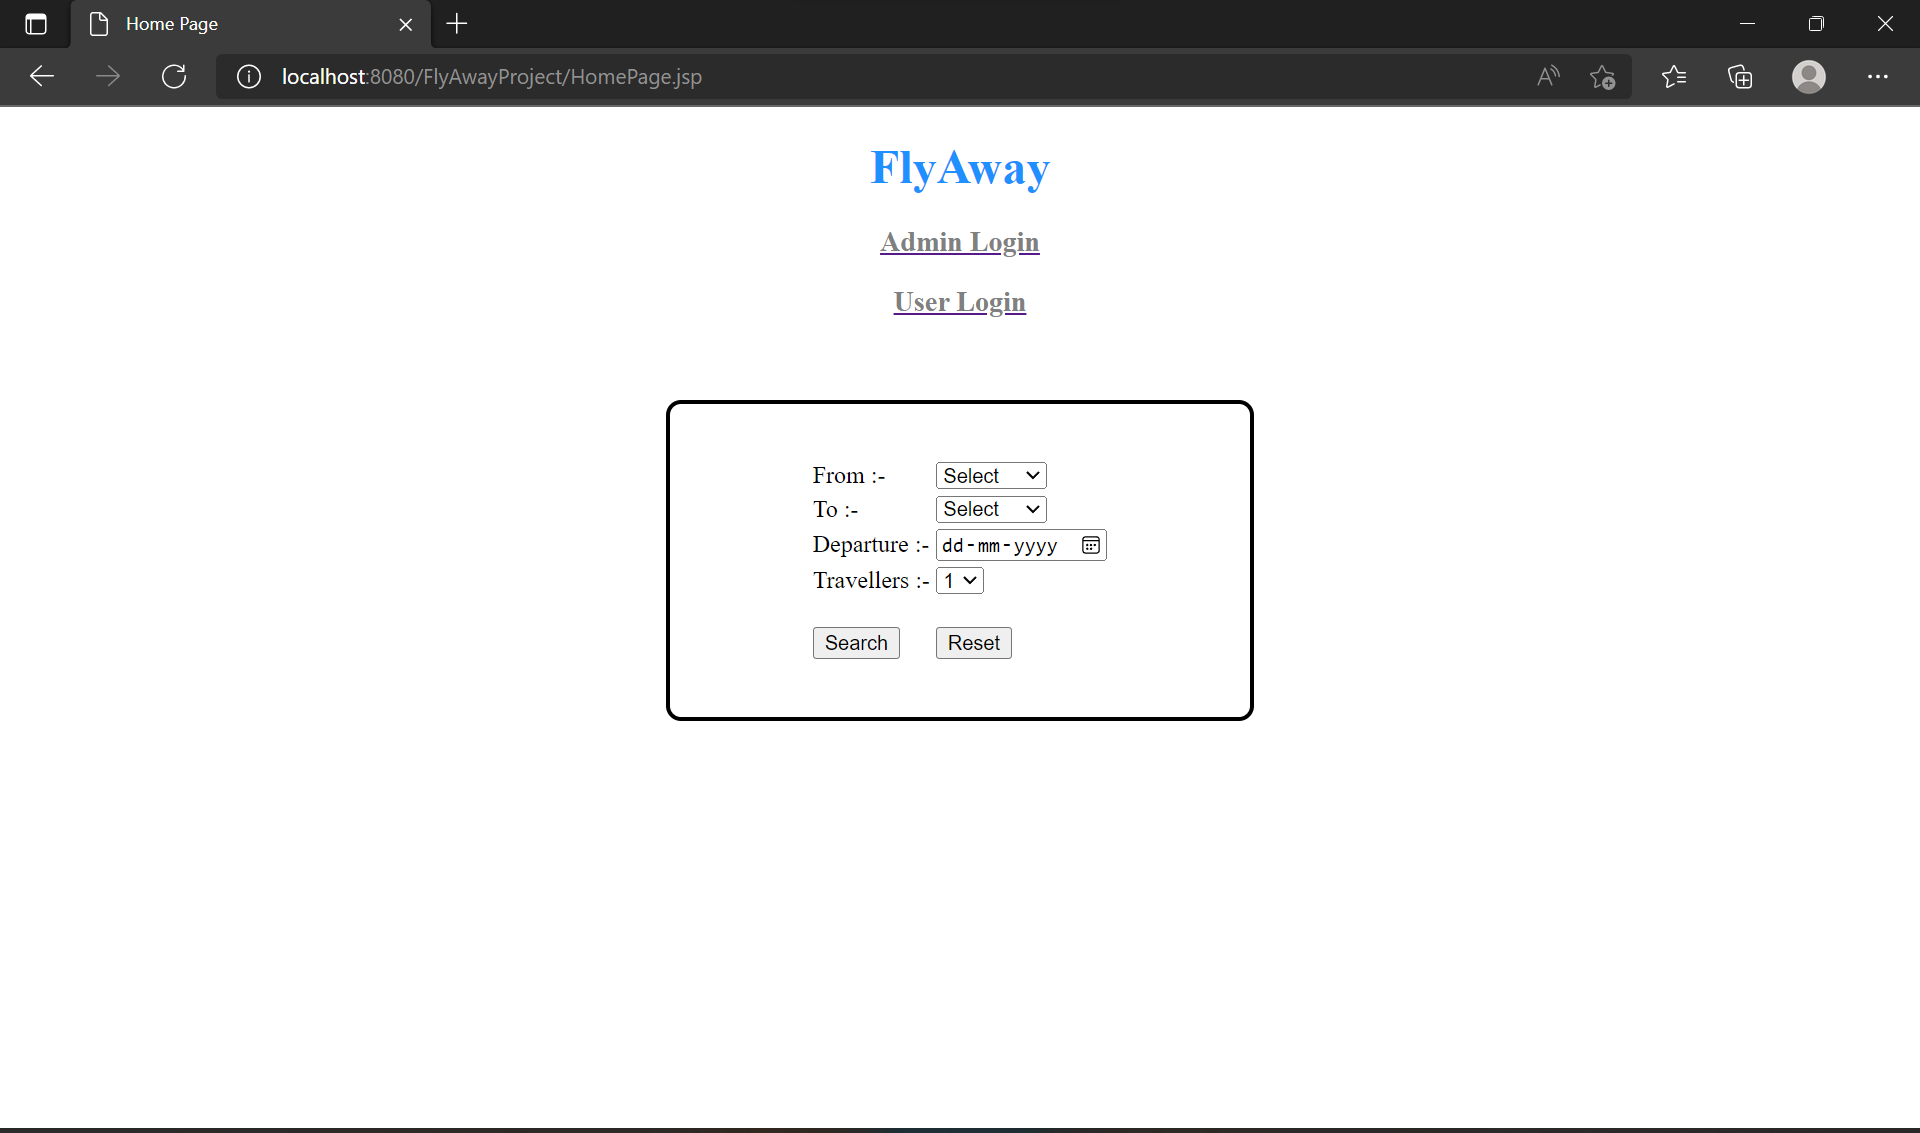 Home Page
localhost:8080/FlyAwayProject/HomePage.jsp
FlyAway
Admin Login
User Login
From :- Select
To :- Select
Departure :- dd-mm-yyyy
Travellers :- 1
Search Reset